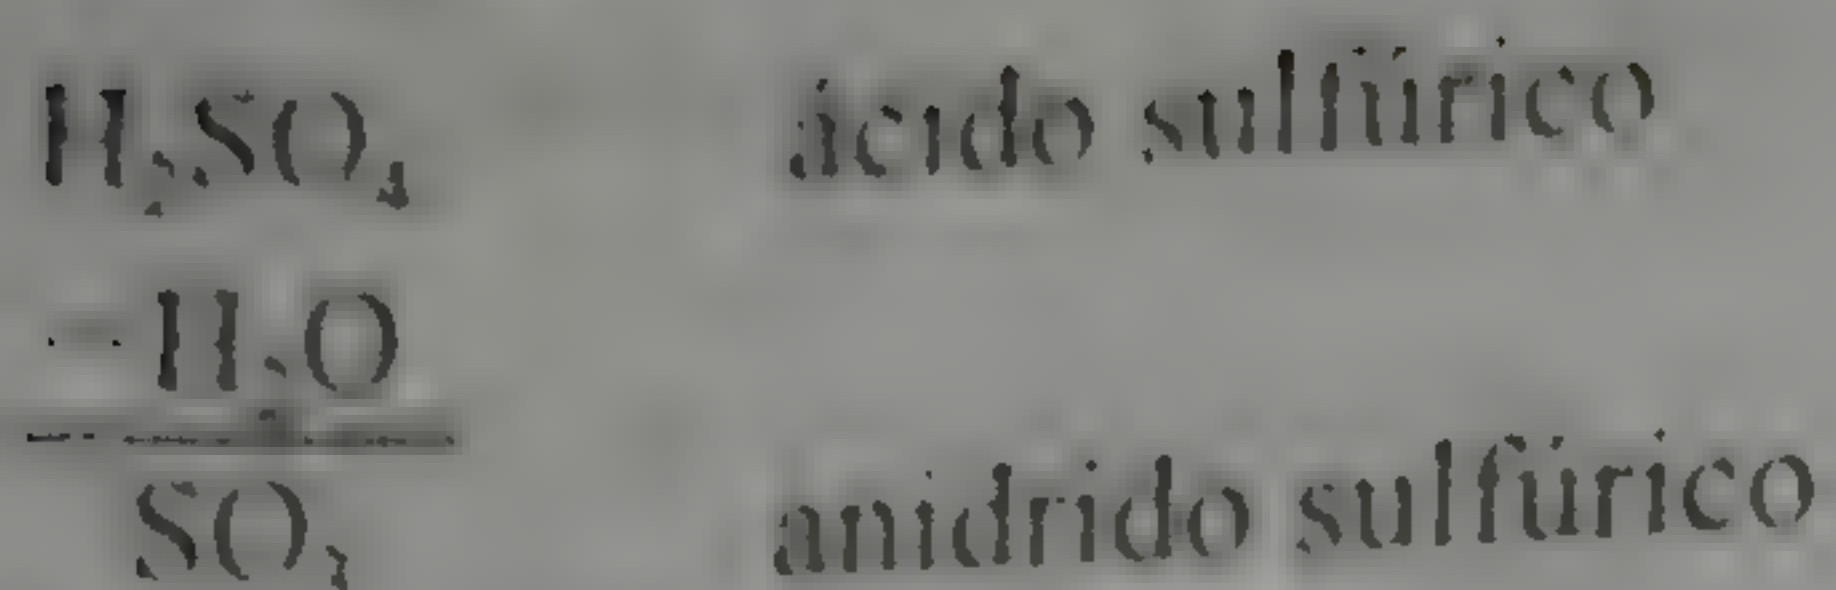 H₂SO₄ ácido sulfúrico
– H₂O
SO₃ anidrido sulfúrico